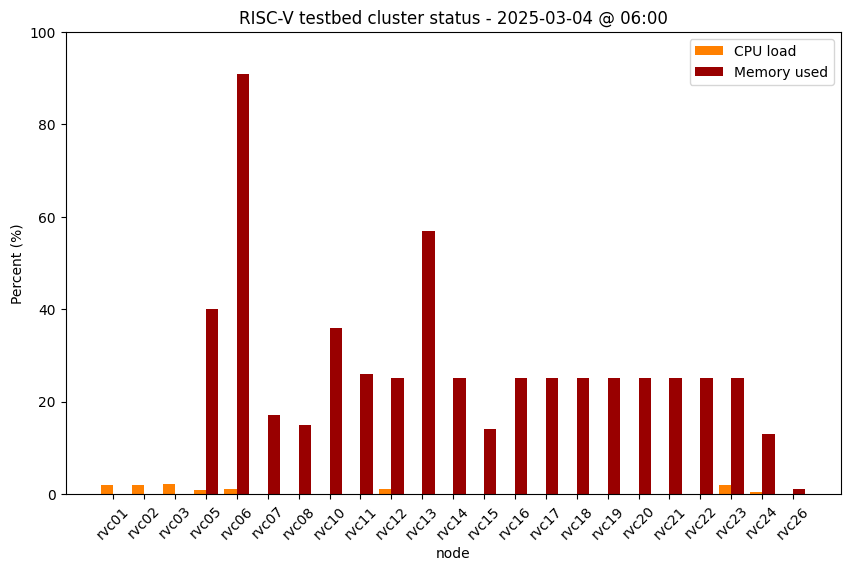 RISC-V testbed cluster status - 2025-03-04 @ 06:00
CPU load
Memory used
Percent (%)
100
80
60
40
20
0
rvc01
rvc02
rvc03
rvc05
rvc06
rvc07
rvc08
rvc10
rvc11
rvc12
rvc13
rvc14
rvc15
rvc16
rvc17
rvc18
rvc19
rvc20
rvc21
rvc22
rvc23
rvc24
rvc26
node